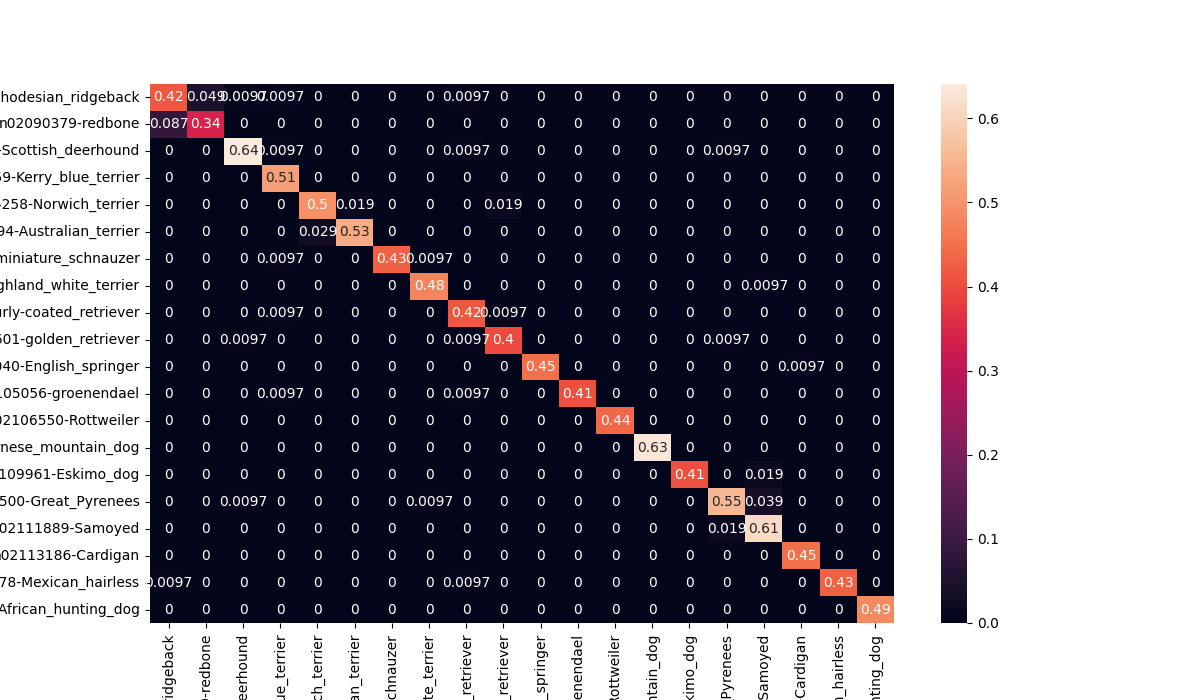 hodesian_ridgeback 0.42 0.049 0.0097 0.0097 0 0 0 0 0.0097 0 0 0 0 0 0 0 0 0 0 0
n02090379-redbone 0.087 0.34 0 0 0 0 0 0 0 0 0 0 0 0 0 0 0 0 0 0
-Scottish_deerhound 0 0 0.64 0.0097 0 0 0 0 0.0097 0 0 0 0 0 0 0.0097 0 0 0 0
59-Kerry_blue_terrier 0 0 0 0.51 0 0 0 0 0 0 0 0 0 0 0 0 0 0 0 0
258-Norwich_terrier 0 0 0 0 0.5 0.019 0 0 0 0.019 0 0 0 0 0 0 0 0 0 0
94-Australian_terrier 0 0 0 0 0.029 0.53 0 0 0 0 0 0 0 0 0 0 0 0 0 0
miniature_schnauzer 0 0 0 0.0097 0 0 0.43 0.0097 0 0 0 0 0 0 0 0 0 0 0 0
ghland_white_terrier 0 0 0 0 0 0 0 0.48 0 0 0 0 0 0 0 0 0.0097 0 0 0
urly-coated_retriever 0 0 0 0.0097 0 0 0 0 0.42 0.0097 0 0 0 0 0 0 0 0 0 0
601-golden_retriever 0 0 0.0097 0 0 0 0 0 0.0097 0.4 0 0 0 0 0 0.0097 0 0 0 0
040-English_springer 0 0 0 0 0 0 0 0 0 0 0.45 0 0 0 0 0 0 0.0097 0 0
105056-groenendael 0 0 0 0.0097 0 0 0 0 0.0097 0 0 0.41 0 0 0 0 0 0 0 0
02106550-Rottweiler 0 0 0 0 0 0 0 0 0 0 0 0 0.44 0 0 0 0 0 0 0
rnese_mountain_dog 0 0 0 0 0 0 0 0 0 0 0 0 0 0.63 0 0 0 0 0 0
109961-Eskimo_dog 0 0 0 0 0 0 0 0 0 0 0 0 0 0 0.41 0 0.019 0 0 0
500-Great_Pyrenees 0 0 0.0097 0 0 0 0 0.0097 0 0 0 0 0 0 0 0.55 0.039 0 0 0
02111889-Samoyed 0 0 0 0 0 0 0 0 0 0 0 0 0 0 0 0.019 0.61 0 0 0
02113186-Cardigan 0 0 0 0 0 0 0 0 0 0 0 0 0 0 0 0 0 0.45 0 0
78-Mexican_hairless 0.0097 0 0 0 0 0 0 0 0.0097 0 0 0 0 0 0 0 0 0 0.43 0
African_hunting_dog 0 0 0 0 0 0 0 0 0 0 0 0 0 0 0 0 0 0 0 0.49
ridgeback
-redbone
eerhound
ue_terrier
ch_terrier
an_terrier
chnauzer
te_terrier
_retriever
_retriever
_springer
enendael
Rottweiler
ntain_dog
kimo_dog
Pyrenees
Samoyed
Cardigan
_hairless
nting_dog
0.6
0.5
0.4
0.3
0.2
0.1
0.0